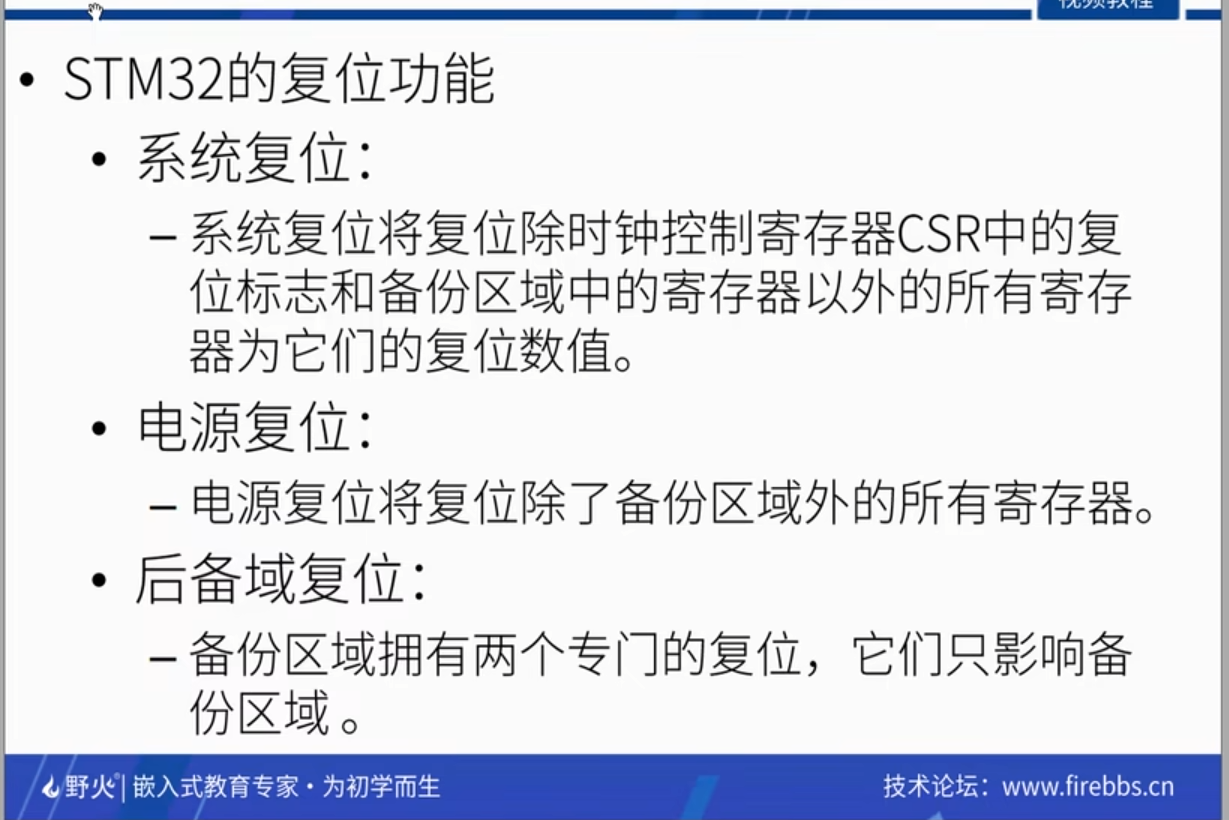 视频教程
• STM32的复位功能
• 系统复位：
– 系统复位将复位除时钟控制寄存器CSR中的复
位标志和备份区域中的寄存器以外的所有寄存
器为它们的复位数值。
• 电源复位：
– 电源复位将复位除了备份区域外的所有寄存器。
• 后备域复位：
– 备份区域拥有两个专门的复位，它们只影响备
份区域 。
野火®|嵌入式教育专家·为初学而生
技术论坛：www.firebbs.cn